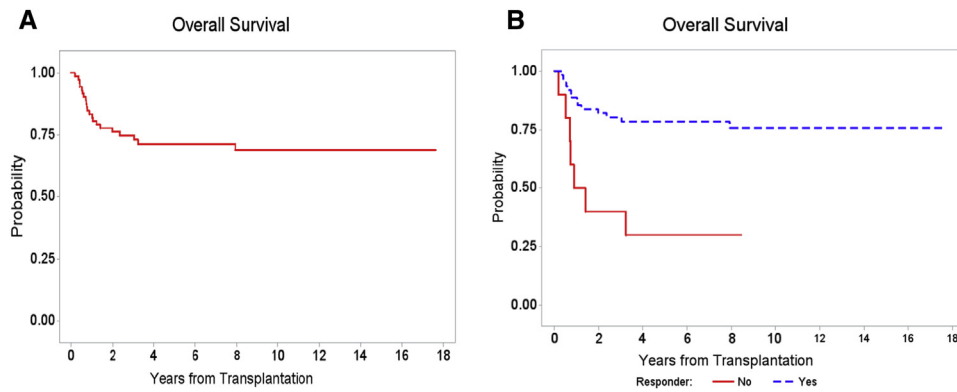 A
Overall Survival
1.00
0.75
0.50
0.25
0.00
Probability
0 2 4 6 8 10 12 14 16 18
Years from Transplantation
B
Overall Survival
1.00
0.75
0.50
0.25
0.00
Probability
0 2 4 6 8 10 12 14 16 18
Years from Transplantation
Responder: No Yes